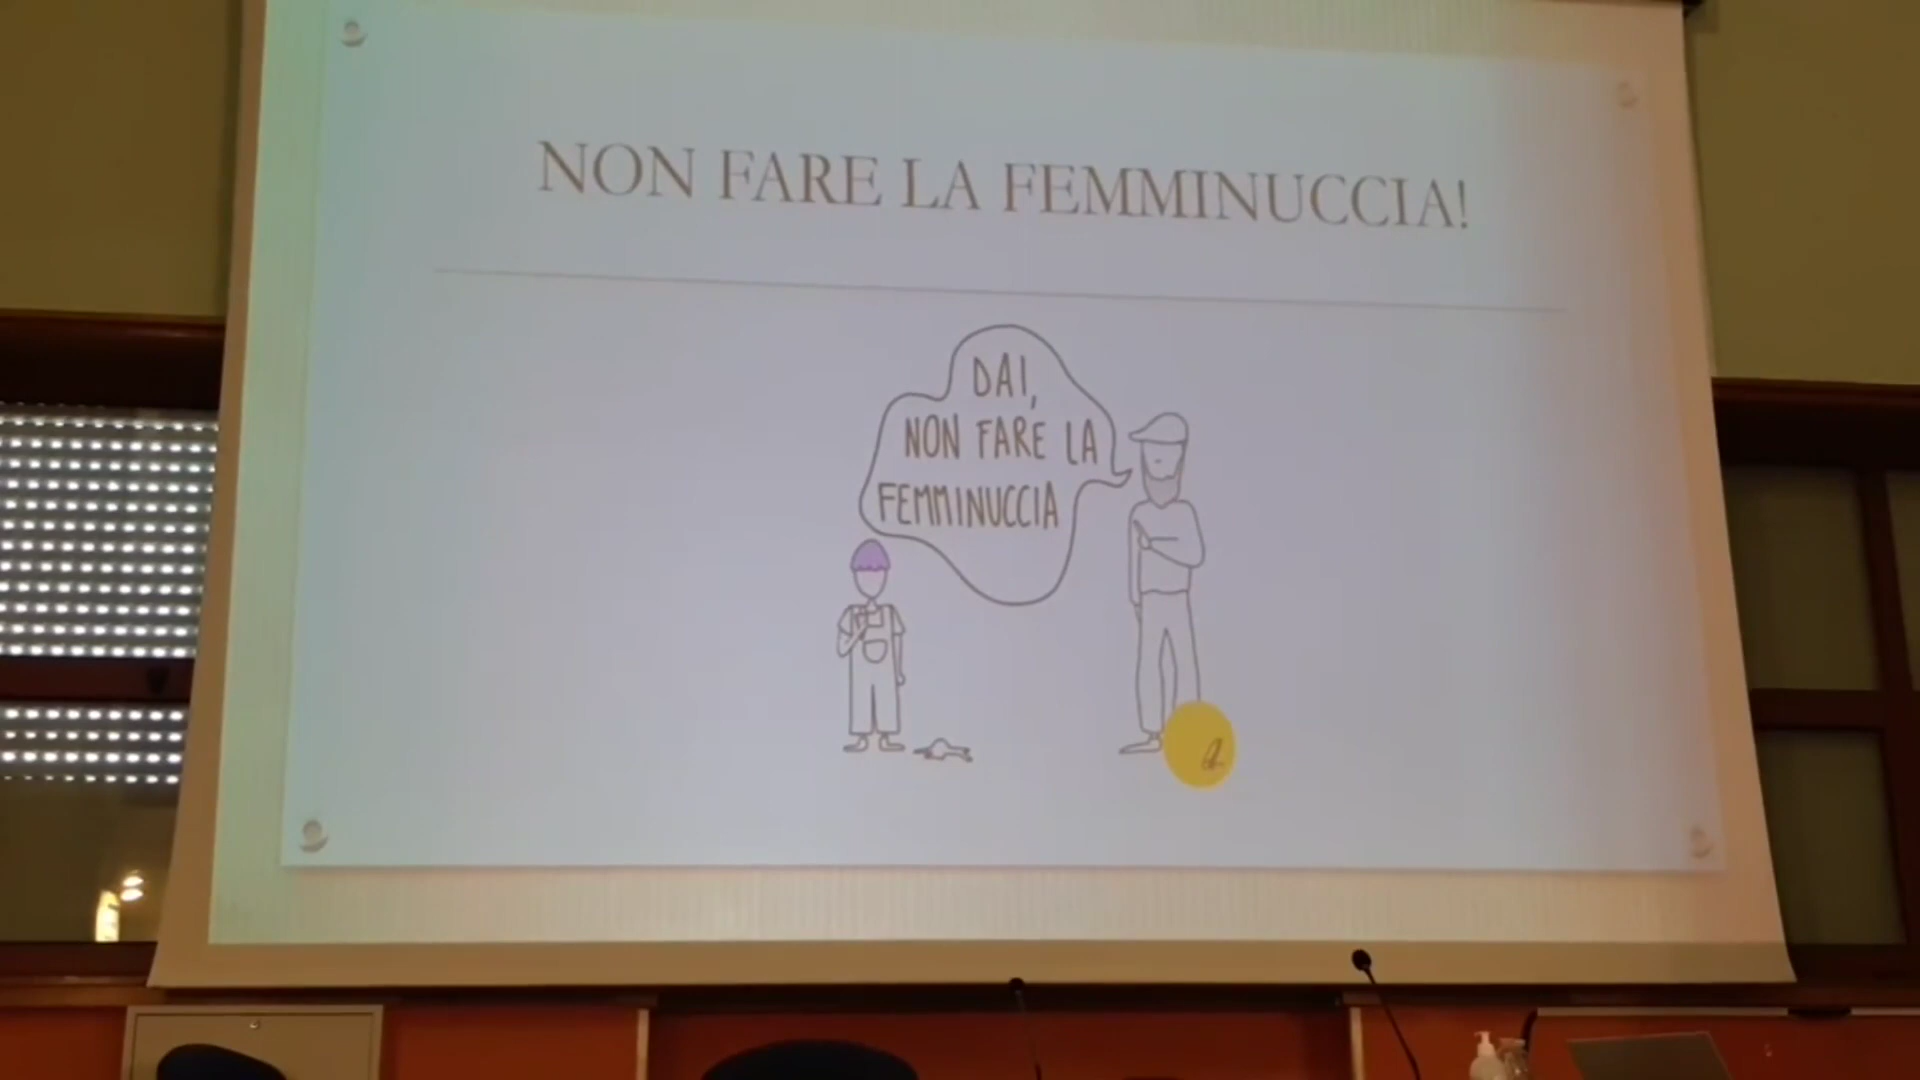 NON FARE LA FEMMINUCCIA!
DAI,
NON FARE LA
FEMMINUCCIA